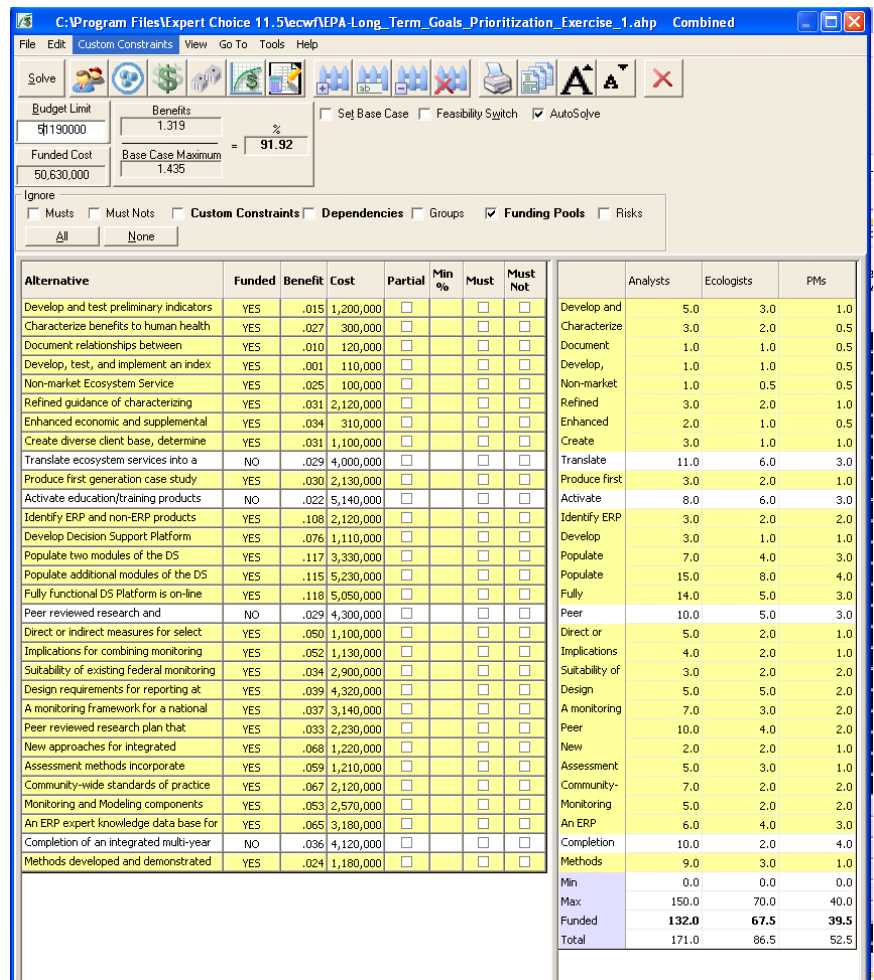 C:\Program Files\Expert Choice 11.5\ecwf\EPA-Long_Term_Goals_Prioritization_Exercise_1.ahp Combined
File Edit Custom Constraints View Go To Tools Help
Solve
Budget Limit
51190000
Funded Cost
50,630,000
Benefits
1.319
Base Case Maximum
1.435
=
%
91.92
Set Base Case Feasibility Switch AutoSolve
Ignore
Musts Must Nots Custom Constraints Dependencies Groups Funding Pools Risks
All None
Alternative Funded Benefit Cost Partial Min % Must Must Not Analysts Ecologists PMs
Develop and test preliminary indicators YES .015 1,200,000 Develop and 5.0 3.0 1.0
Characterize benefits to human health YES .027 300,000 Characterize 3.0 2.0 0.5
Document relationships between YES .010 120,000 Document 1.0 1.0 0.5
Develop, test, and implement an index YES .001 110,000 Develop, 1.0 1.0 0.5
Non-market Ecosystem Service YES .025 100,000 Non-market 1.0 0.5 0.5
Refined guidance of characterizing YES .031 2,120,000 Refined 3.0 2.0 1.0
Enhanced economic and supplemental YES .034 310,000 Enhanced 2.0 1.0 0.5
Create diverse client base, determine YES .031 1,100,000 Create 3.0 1.0 1.0
Translate ecosystem services into a NO .029 4,000,000 Translate 11.0 6.0 3.0
Produce first generation case study YES .030 2,130,000 Produce first 3.0 2.0 1.0
Activate education/training products NO .022 5,140,000 Activate 8.0 6.0 3.0
Identify ERP and non-ERP products YES .108 2,120,000 Identify ERP 3.0 2.0 2.0
Develop Decision Support Platform YES .076 1,110,000 Develop 3.0 1.0 1.0
Populate two modules of the DS YES .117 3,330,000 Populate 7.0 4.0 3.0
Populate additional modules of the DS YES .115 5,230,000 Populate 15.0 8.0 4.0
Fully functional DS Platform is on-line YES .118 5,050,000 Fully 14.0 5.0 3.0
Peer reviewed research and NO .029 4,300,000 Peer 10.0 5.0 3.0
Direct or indirect measures for select YES .050 1,100,000 Direct or 5.0 2.0 1.0
Implications for combining monitoring YES .052 1,130,000 Implications 4.0 2.0 1.0
Suitability of existing federal monitoring YES .034 2,900,000 Suitability of 3.0 2.0 2.0
Design requirements for reporting at YES .039 4,320,000 Design 5.0 5.0 2.0
A monitoring framework for a national YES .037 3,140,000 A monitoring 7.0 3.0 2.0
Peer reviewed research plan that YES .033 2,230,000 Peer 10.0 4.0 2.0
New approaches for integrated YES .068 1,220,000 New 2.0 2.0 1.0
Assessment methods incorporate YES .059 1,210,000 Assessment 5.0 3.0 1.0
Community-wide standards of practice YES .067 2,120,000 Community- 7.0 2.0 2.0
Monitoring and Modeling components YES .053 2,570,000 Monitoring 5.0 2.0 2.0
An ERP expert knowledge data base for YES .065 3,180,000 An ERP 6.0 4.0 3.0
Completion of an integrated multi-year NO .036 4,120,000 Completion 10.0 2.0 4.0
Methods developed and demonstrated YES .024 1,180,000 Methods 9.0 3.0 1.0
Min 0.0 0.0 0.0
Max 150.0 70.0 40.0
Funded 132.0 67.5 39.5
Total 171.0 86.5 52.5